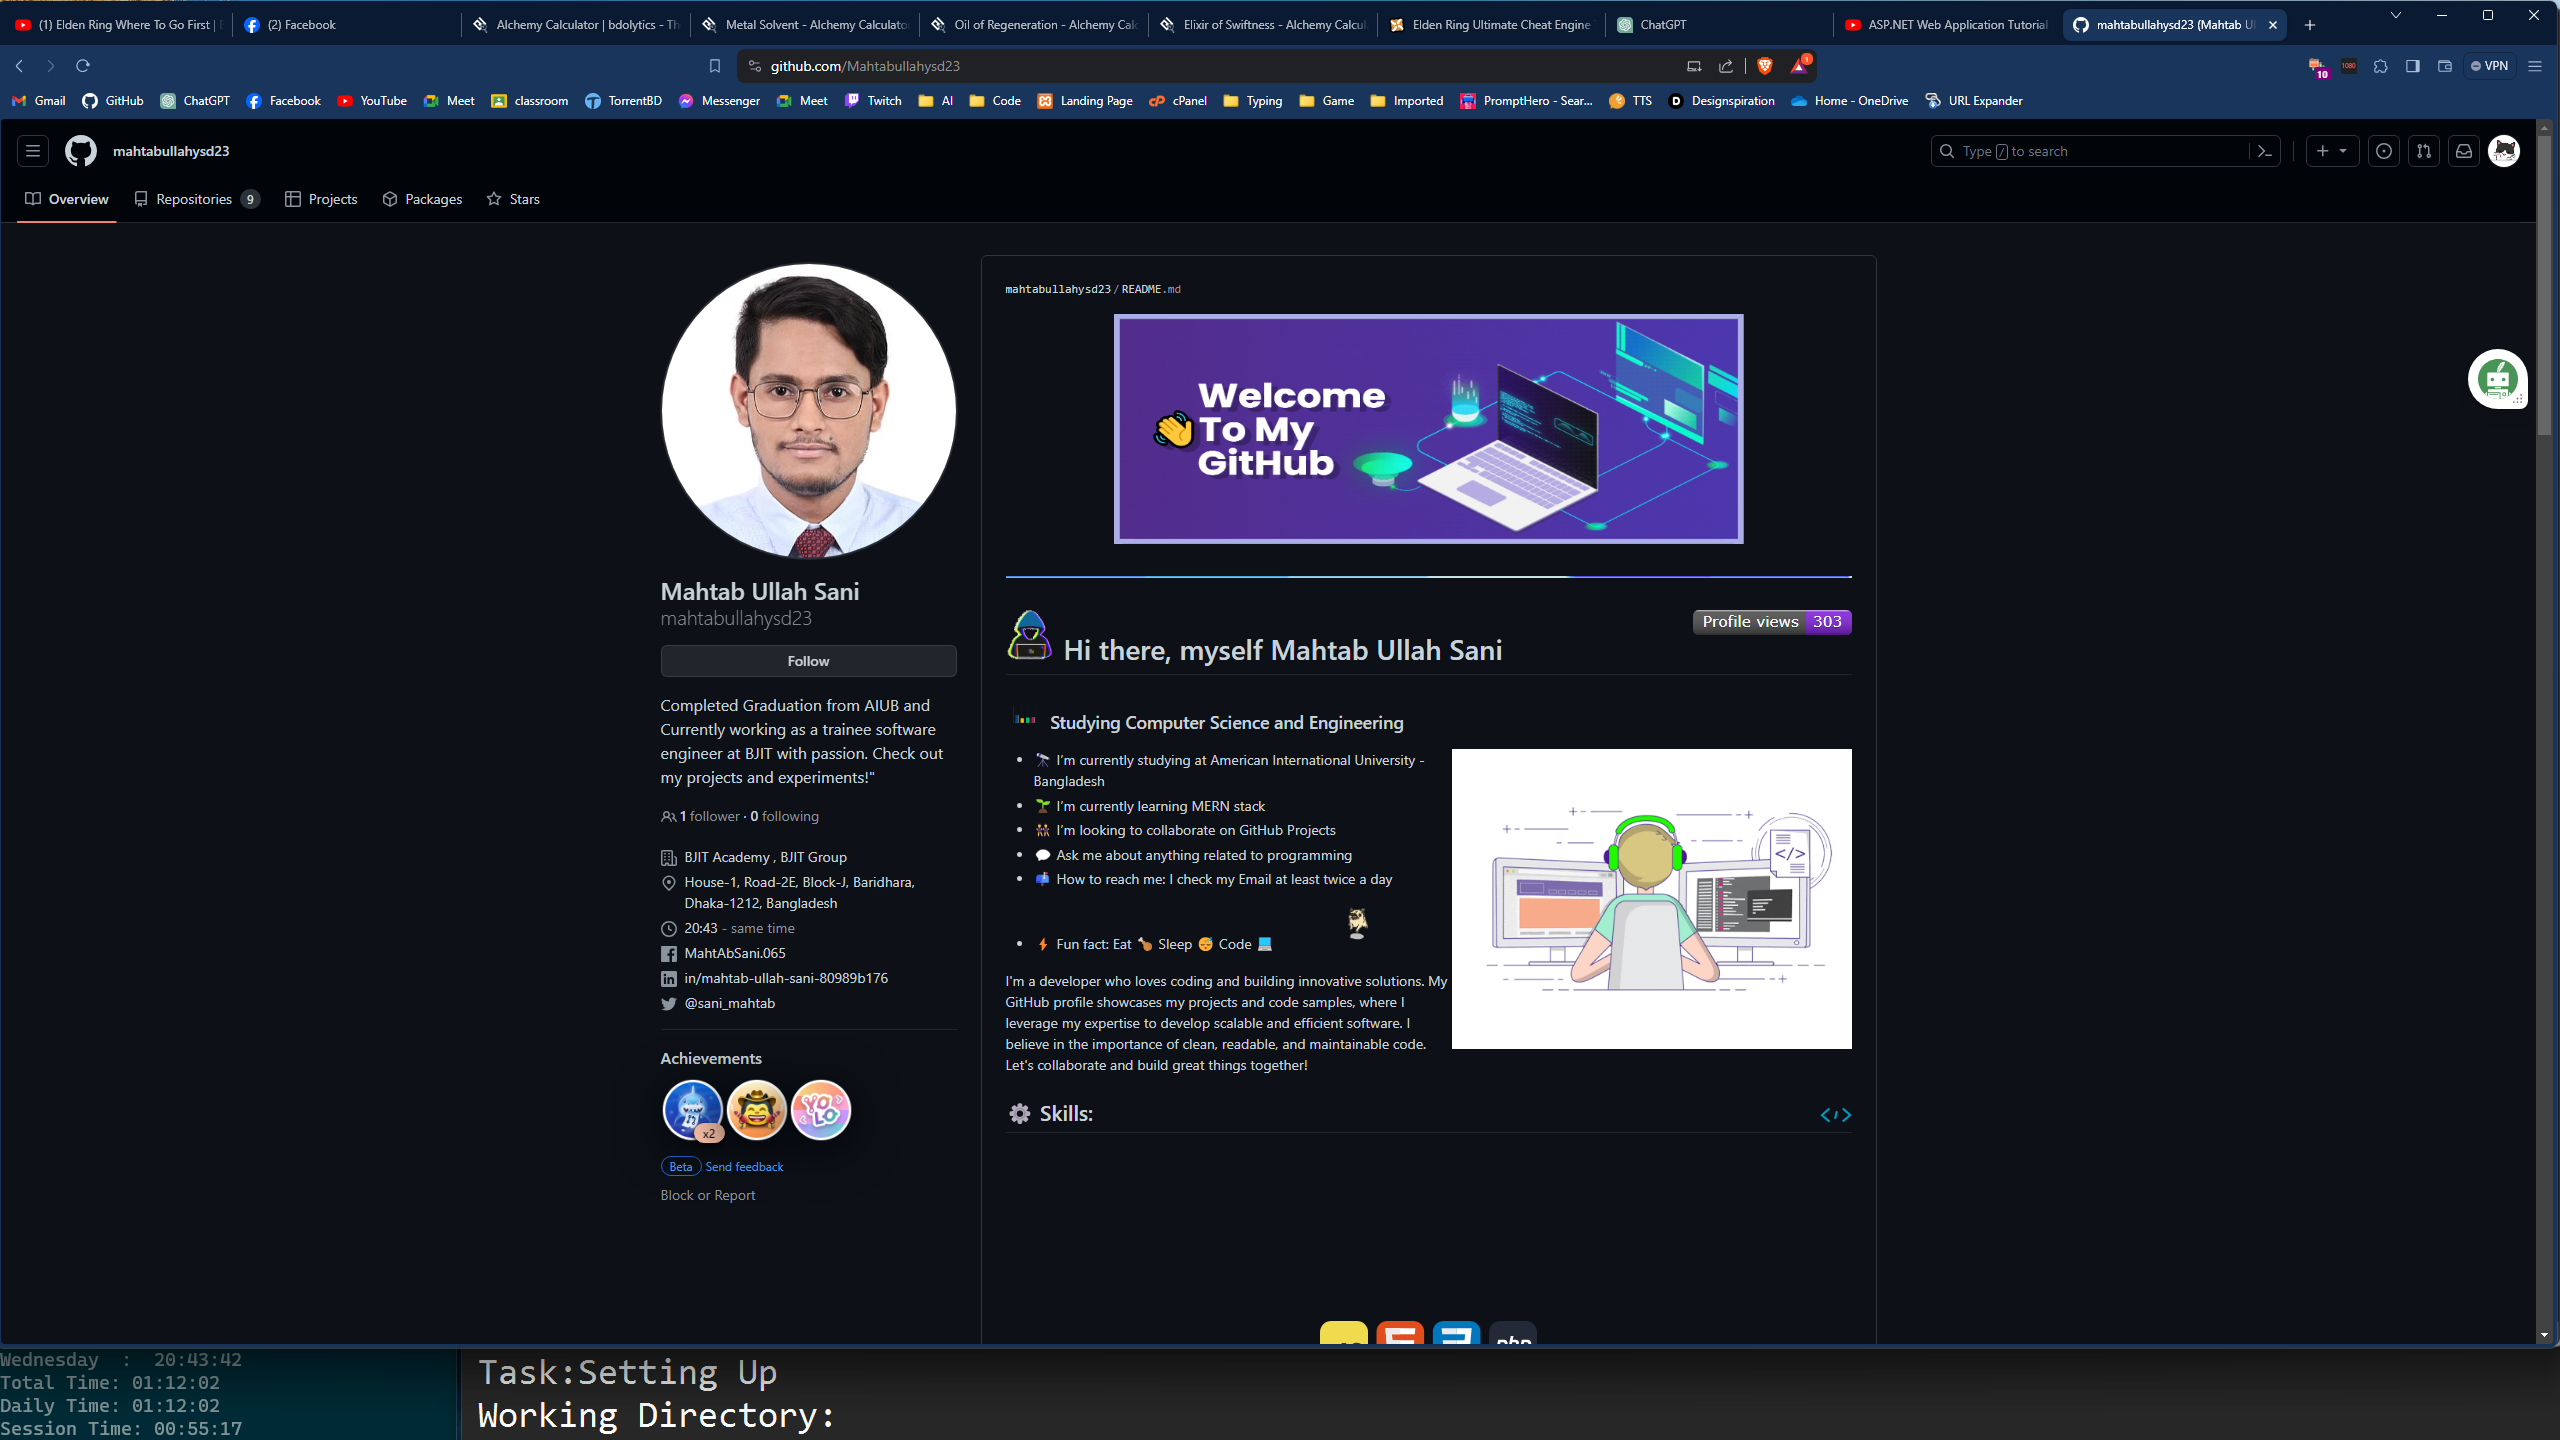 (1) Elden Ring Where To Go First |
(2) Facebook
Alchemy Calculator | bdolytics - Th
Metal Solvent - Alchemy Calculato
Oil of Regeneration - Alchemy Calc
Elixir of Swiftness - Alchemy Calcul
Elden Ring Ultimate Cheat Engine
ChatGPT
ASP.NET Web Application Tutorial
mahtabullahysd23 (Mahtab Ul
github.com/Mahtabullahysd23
1
10
1080
VPN
Gmail
GitHub
ChatGPT
Facebook
YouTube
Meet
classroom
TorrentBD
Messenger
Meet
Twitch
AI
Code
Landing Page
cPanel
Typing
Game
Imported
PromptHero - Sear...
TTS
Designspiration
Home - OneDrive
URL Expander
mahtabullahysd23
Type / to search
Overview
Repositories 9
Projects
Packages
Stars
Mahtab Ullah Sani
mahtabullahysd23
Follow
Completed Graduation from AIUB and
Currently working as a trainee software
engineer at BJIT with passion. Check out
my projects and experiments!"
1 follower · 0 following
BJIT Academy , BJIT Group
House-1, Road-2E, Block-J, Baridhara,
Dhaka-1212, Bangladesh
20:43 - same time
MahtAbSani.065
in/mahtab-ullah-sani-80989b176
@sani_mahtab
Achievements
x2
YOLO
Beta Send feedback
Block or Report
mahtabullahysd23/README.md
Welcome
To My
GitHub
Profile views 303
Hi there, myself Mahtab Ullah Sani
Studying Computer Science and Engineering
I'm currently studying at American International University -
Bangladesh
I'm currently learning MERN stack
I'm looking to collaborate on GitHub Projects
Ask me about anything related to programming
How to reach me: I check my Email at least twice a day
Fun fact: Eat 🍗 Sleep 😴 Code 💻
</>
I'm a developer who loves coding and building innovative solutions. My
GitHub profile showcases my projects and code samples, where I
leverage my expertise to develop scalable and efficient software. I
believe in the importance of clean, readable, and maintainable code.
Let's collaborate and build great things together!
Skills:
php
Wednesday  :  20:43:42
Total Time: 01:12:02
Daily Time: 01:12:02
Session Time: 00:55:17
Task:Setting Up
Working Directory: